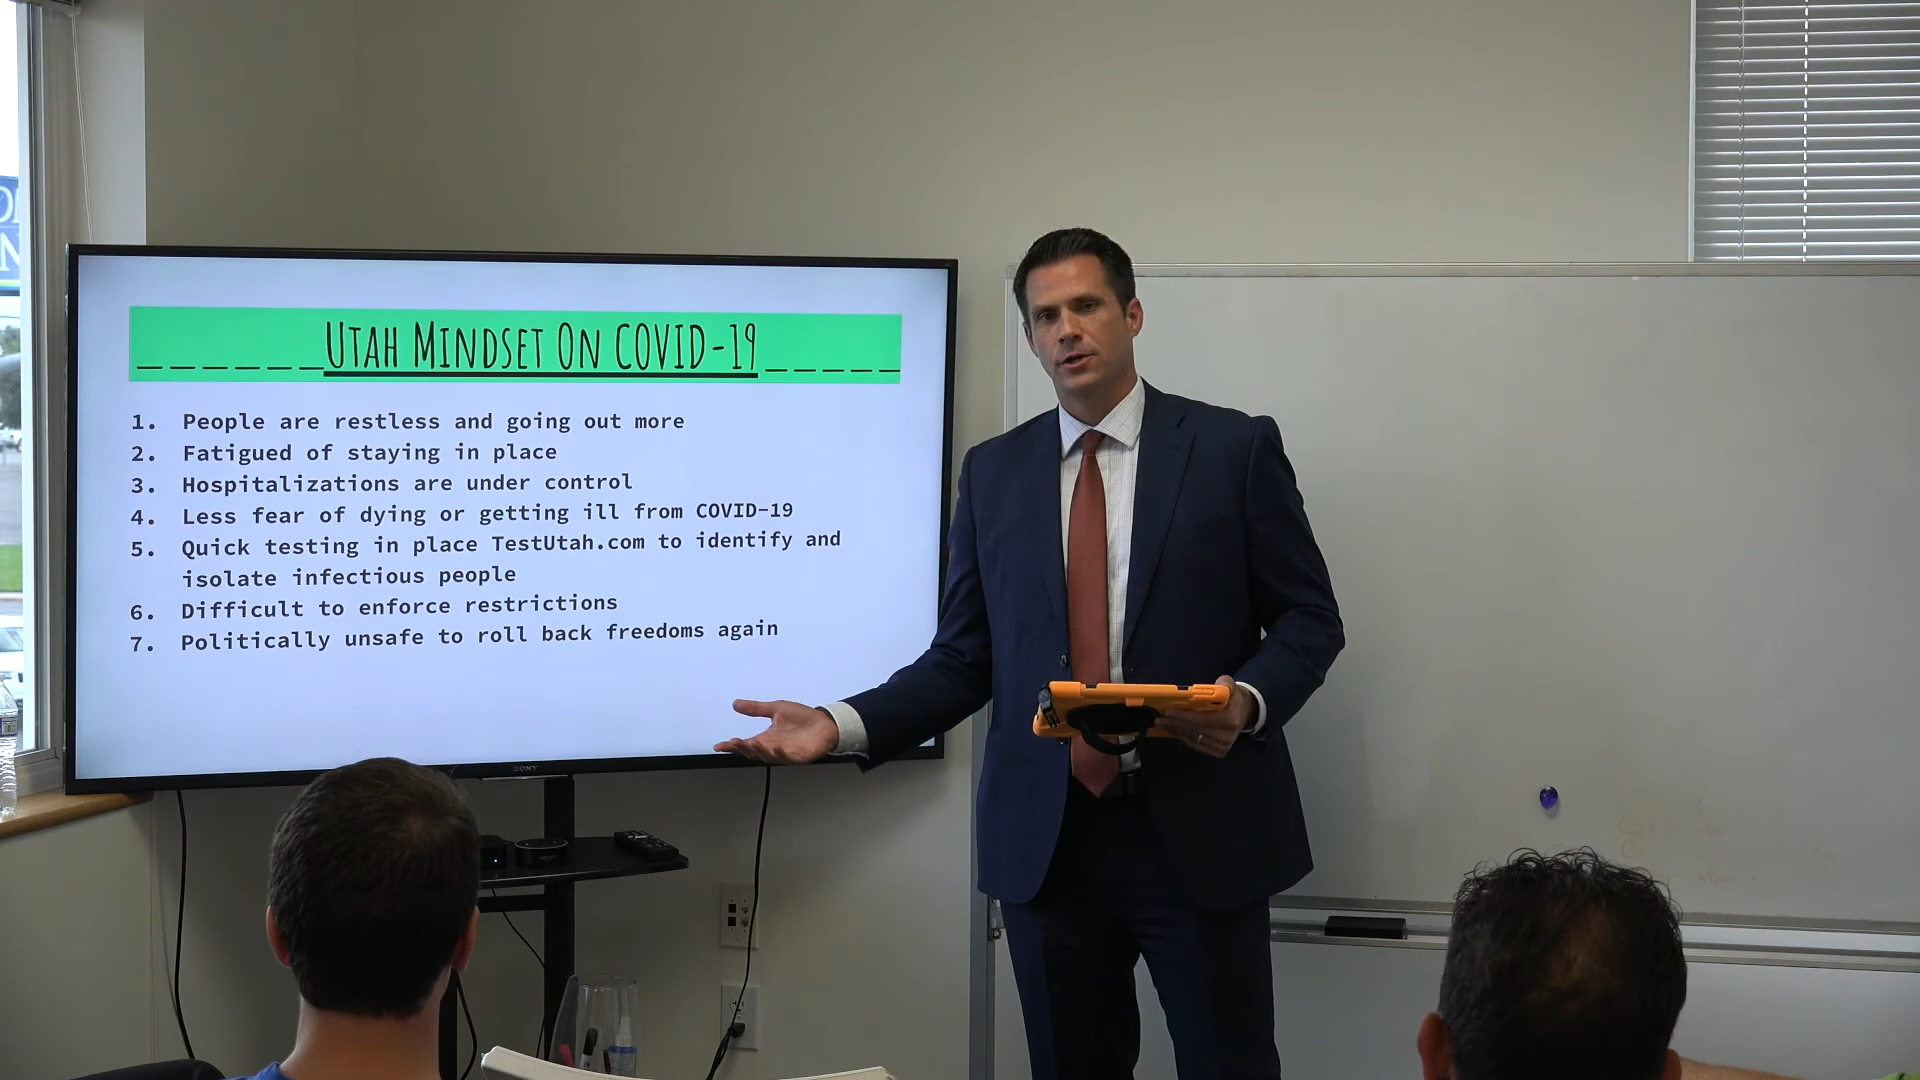 Utah Mindset On COVID-19
1. People are restless and going out more
2. Fatigued of staying in place
3. Hospitalizations are under control
4. Less fear of dying or getting ill from COVID-19
5. Quick testing in place TestUtah.com to identify and
isolate infectious people
6. Difficult to enforce restrictions
7. Politically unsafe to roll back freedoms again
SONY